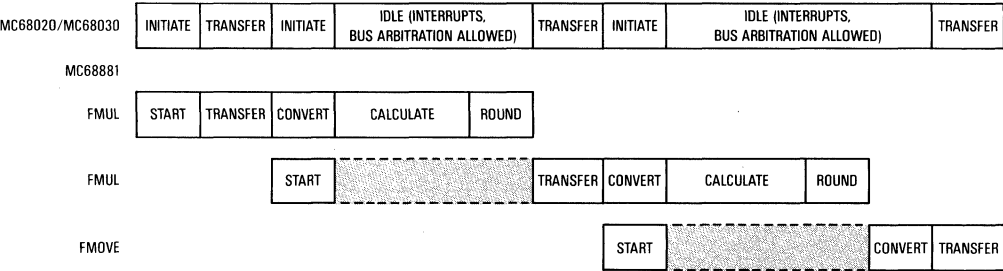 MC68020/MC68030
INITIATE
TRANSFER
INITIATE
IDLE (INTERRUPTS,
BUS ARBITRATION ALLOWED)
TRANSFER
INITIATE
IDLE (INTERRUPTS,
BUS ARBITRATION ALLOWED)
TRANSFER
MC68881
FMUL
START
TRANSFER
CONVERT
CALCULATE
ROUND
FMUL
START
TRANSFER
CONVERT
CALCULATE
ROUND
FMOVE
START
CONVERT
TRANSFER